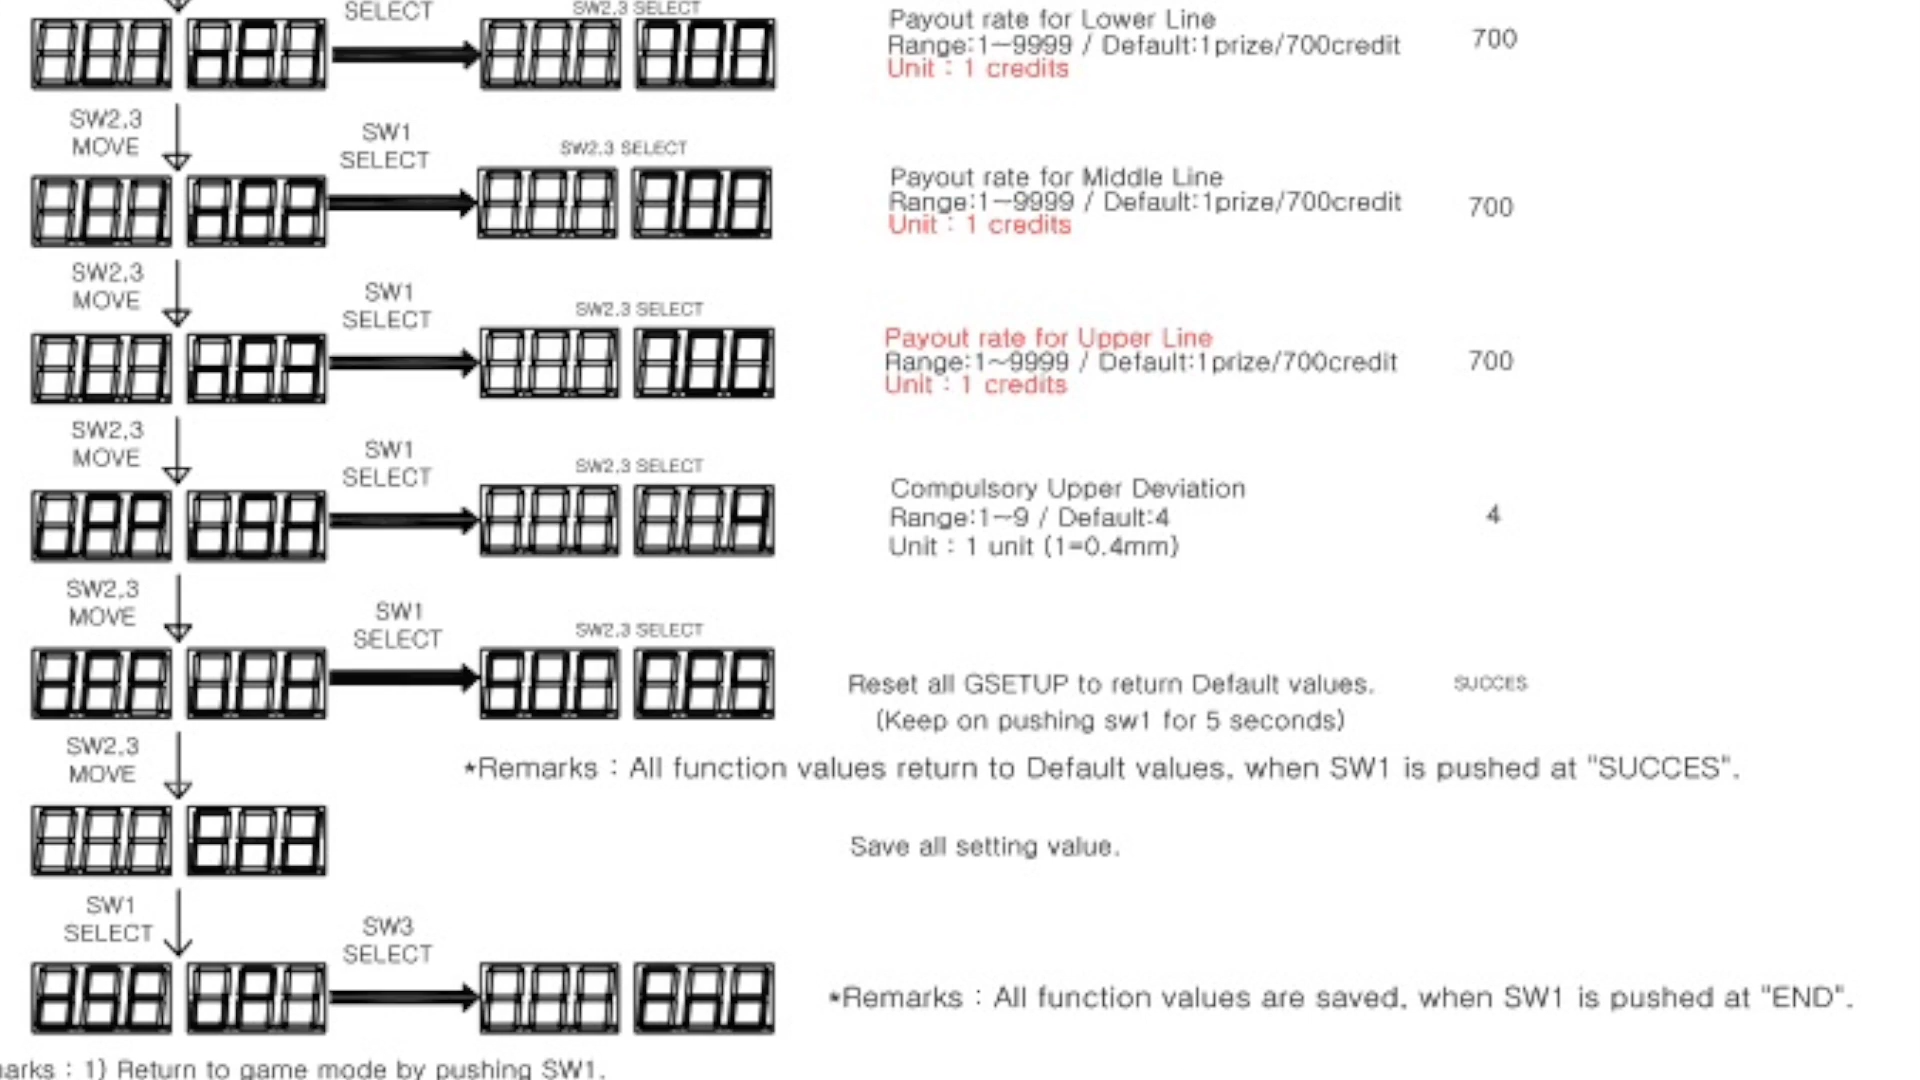 SELECT
SW2.3 SELECT
Payout rate for Lower Line
Range:1~9999 / Default:1prize/700credit
Unit : 1 credits
700
700
SW2.3
MOVE
SW1
SELECT
SW2.3 SELECT
700
Payout rate for Middle Line
Range:1~9999 / Default:1prize/700credit
Unit : 1 credits
700
SW2.3
MOVE
SW1
SELECT
SW2.3 SELECT
700
Payout rate for Upper Line
Range:1~9999 / Default:1prize/700credit
Unit : 1 credits
700
SW2.3
MOVE
SW1
SELECT
SW2.3 SELECT
4
Compulsory Upper Deviation
Range:1~9 / Default:4
Unit : 1 unit (1=0.4mm)
4
SW2.3
MOVE
SW1
SELECT
SW2.3 SELECT
Reset all GSETUP to return Default values.
(Keep on pushing sw1 for 5 seconds)
SUCCES
SW2.3
MOVE
*Remarks : All function values return to Default values, when SW1 is pushed at "SUCCES".
End
Save all setting value.
SW1
SELECT
SW3
SELECT
*Remarks : All function values are saved, when SW1 is pushed at "END".
arks : 1) Return to game mode by pushing SW1.